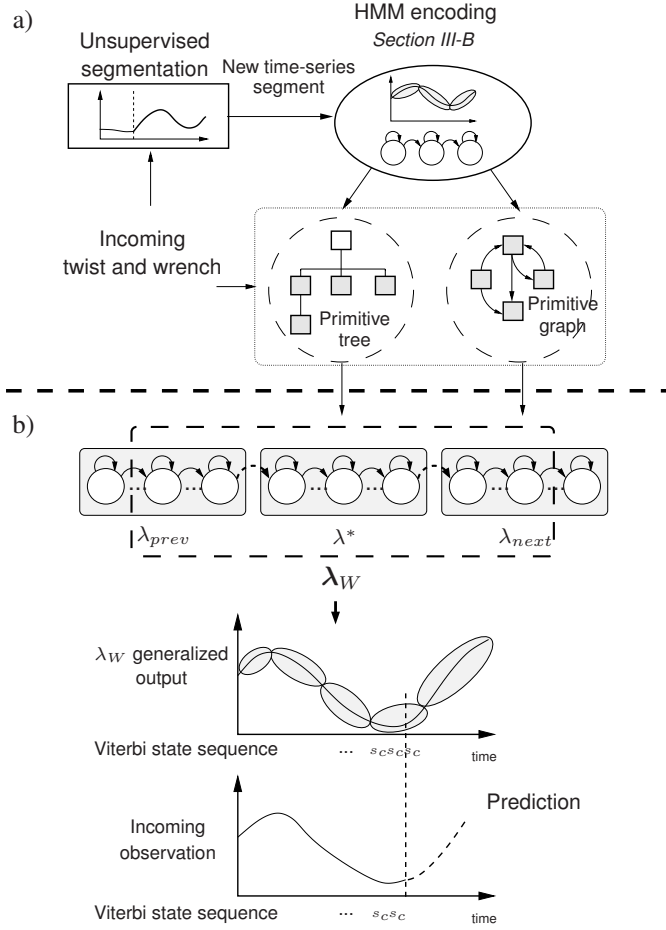 a)
HMM encoding
Section III-B
Unsupervised
segmentation
New time-series
segment
Incoming
twist and wrench
Primitive
tree
Primitive
graph
b)
λprev
λ*
λnext
λW
λW generalized
output
Viterbi state sequence ... scscsc time
Prediction
Incoming
observation
Viterbi state sequence ... scsc time